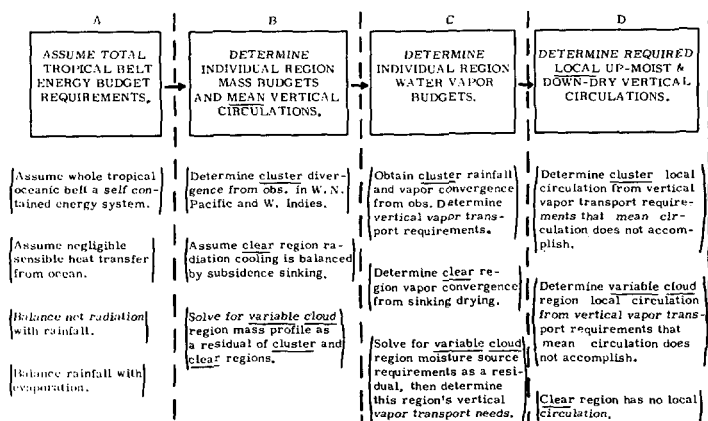 A
ASSUME TOTAL
TROPICAL BELT
ENERGY BUDGET
REQUIREMENTS.
Assume whole tropical
oceanic belt a self con-
tained energy system.
Assume negligible
sensible heat transfer
from ocean.
Balance net radiation
with rainfall.
Balance rainfall with
evaporation.
B
DETERMINE
INDIVIDUAL REGION
MASS BUDGETS
AND MEAN VERTICAL
CIRCULATIONS.
Determine cluster diver-
gence from obs. in W. N.
Pacific and W. Indies.
Assume clear region ra-
diation cooling is balanced
by subsidence sinking.
Solve for variable cloud
region mass profile as
a residual of cluster and
clear regions.
C
DETERMINE
INDIVIDUAL REGION
WATER VAPOR
BUDGETS.
Obtain cluster rainfall
and vapor convergence
from obs. Determine
vertical vapor trans-
port requirements.
Determine clear re-
gion vapor convergence
from sinking drying.
Solve for variable cloud
region moisture source
requirements as a resi-
dual, then determine
this region's vertical
vapor transport needs.
D
DETERMINE REQUIRED
LOCAL UP-MOIST &
DOWN-DRY VERTICAL
CIRCULATIONS.
Determine cluster local
circulation from vertical
vapor transport require-
ments that mean cir-
culation does not accom-
plish.
Determine variable cloud
region local circulation
from vertical vapor trans-
port requirements that
mean circulation does
not accomplish.
Clear region has no local
circulation.